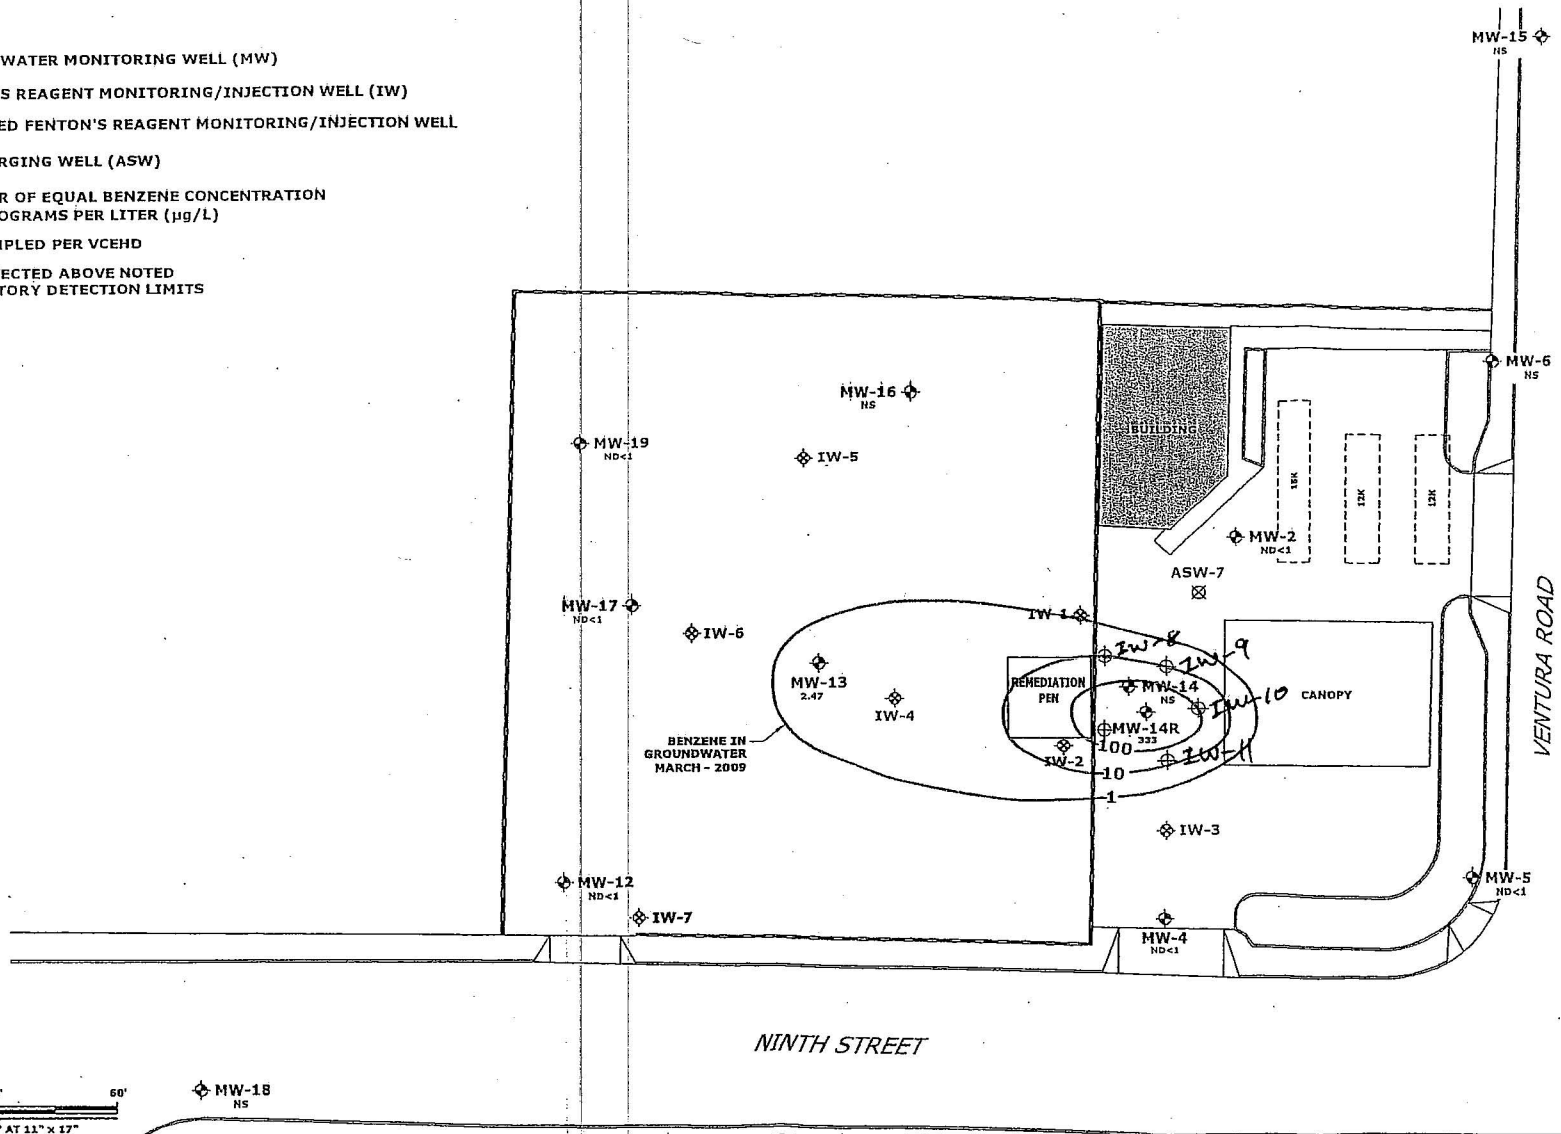 WATER MONITORING WELL (MW)
S REAGENT MONITORING/INJECTION WELL (IW)
ED FENTON'S REAGENT MONITORING/INJECTION WELL
RGING WELL (ASW)
R OF EQUAL BENZENE CONCENTRATION
OGRAMS PER LITER (µg/L)
MPLED PER VCEHD
ECTED ABOVE NOTED
TORY DETECTION LIMITS
MW-15
NS
MW-6
NS
MW-16
NS
BUILDING
MW-19
ND<1
IW-5
15K
12K
12K
MW-2
ND<1
ASW-7
MW-17
ND<1
IW-1
IW-6
IW-8
IW-9
MW-13
2.47
REMEDIATION
PEN
MW-14
NS
IW-10
CANOPY
VENTURA ROAD
IW-4
MW-14R
333
BENZENE IN
GROUNDWATER
MARCH - 2009
100
IW-11
IW-2
10
1
IW-3
MW-12
ND<1
MW-5
ND<1
IW-7
MW-4
ND<1
NINTH STREET
60'
MW-18
NS
' AT 11" x 17"